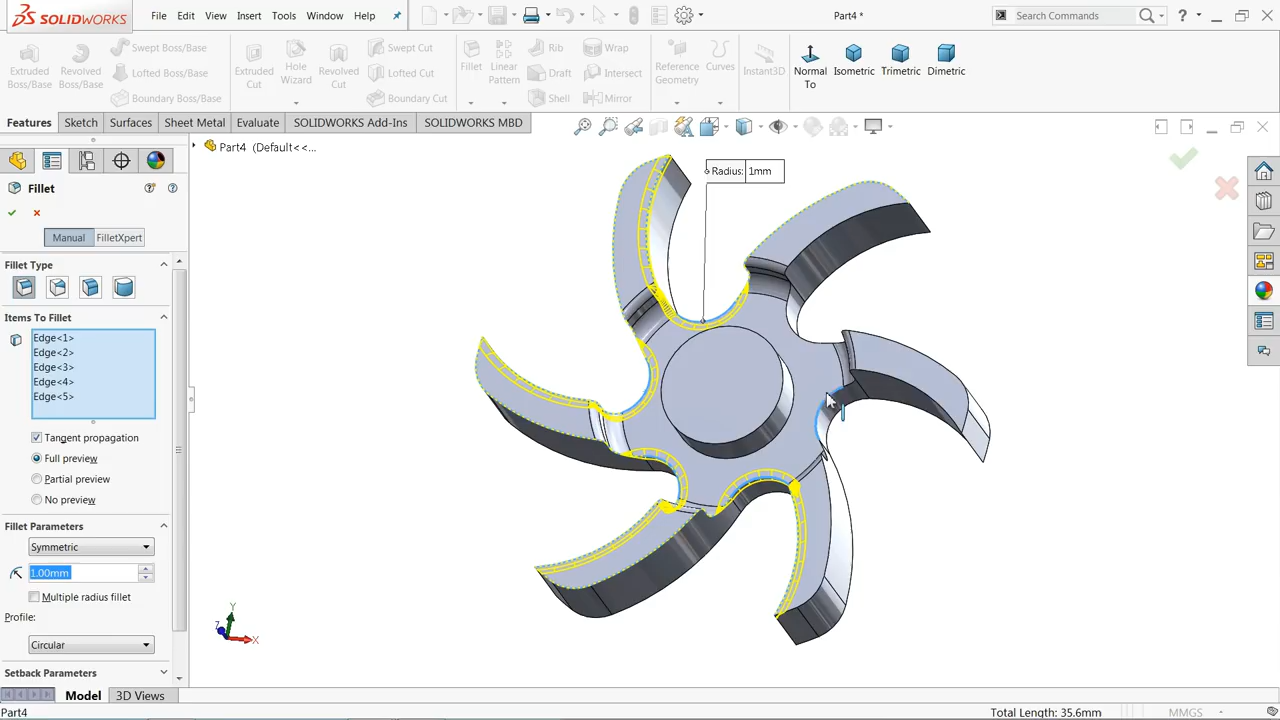 SOLIDWORKS File Edit View Insert Tools Window Help Part4 * Search Commands ?
Extruded Boss/Base Revolved Boss/Base Swept Boss/Base Lofted Boss/Base Boundary Boss/Base Extruded Cut Hole Wizard Revolved Cut Swept Cut Lofted Cut Boundary Cut Fillet Linear Pattern Rib Draft Shell Wrap Intersect Mirror Reference Geometry Curves Instant3D Normal To Isometric Trimetric Dimetric
Features Sketch Surfaces Sheet Metal Evaluate SOLIDWORKS Add-Ins SOLIDWORKS MBD
Part4 (Default<<...
Radius: 1mm
Fillet
Manual FilletXpert
Fillet Type
Items To Fillet
Edge<1>
Edge<2>
Edge<3>
Edge<4>
Edge<5>
Tangent propagation
Full preview
Partial preview
No preview
Fillet Parameters
Symmetric
1.00mm
Multiple radius fillet
Profile:
Circular
Setback Parameters
Y
Z
X
Model 3D Views
Part4 Total Length: 35.6mm MMGS